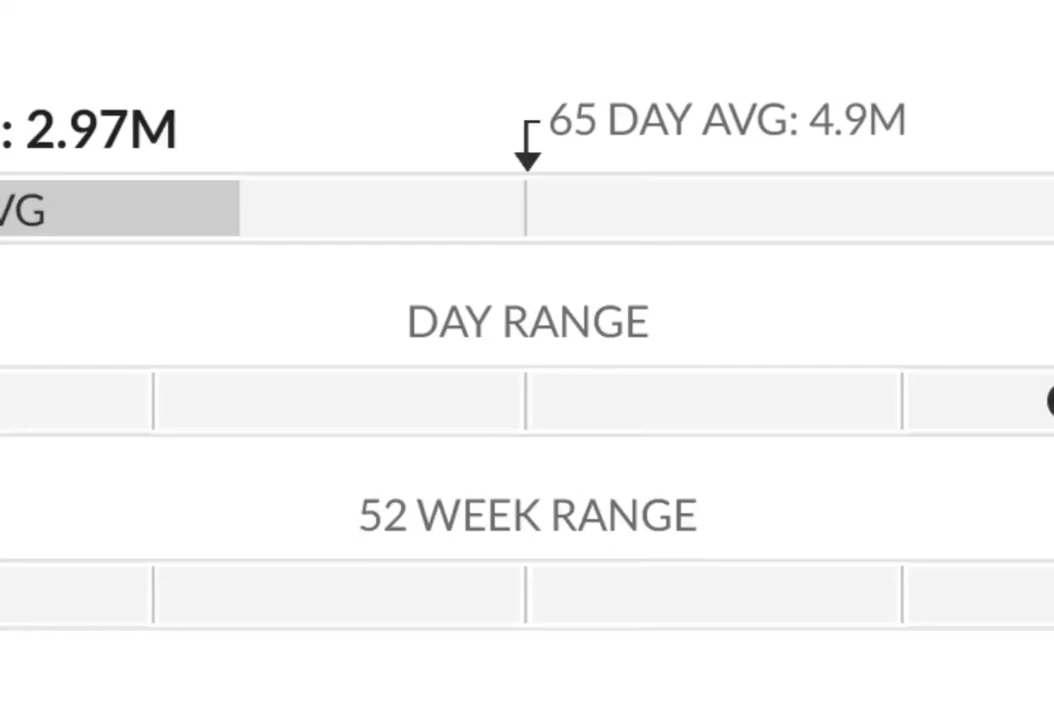 : 2.97M
65 DAY AVG: 4.9M
VG
DAY RANGE
52 WEEK RANGE